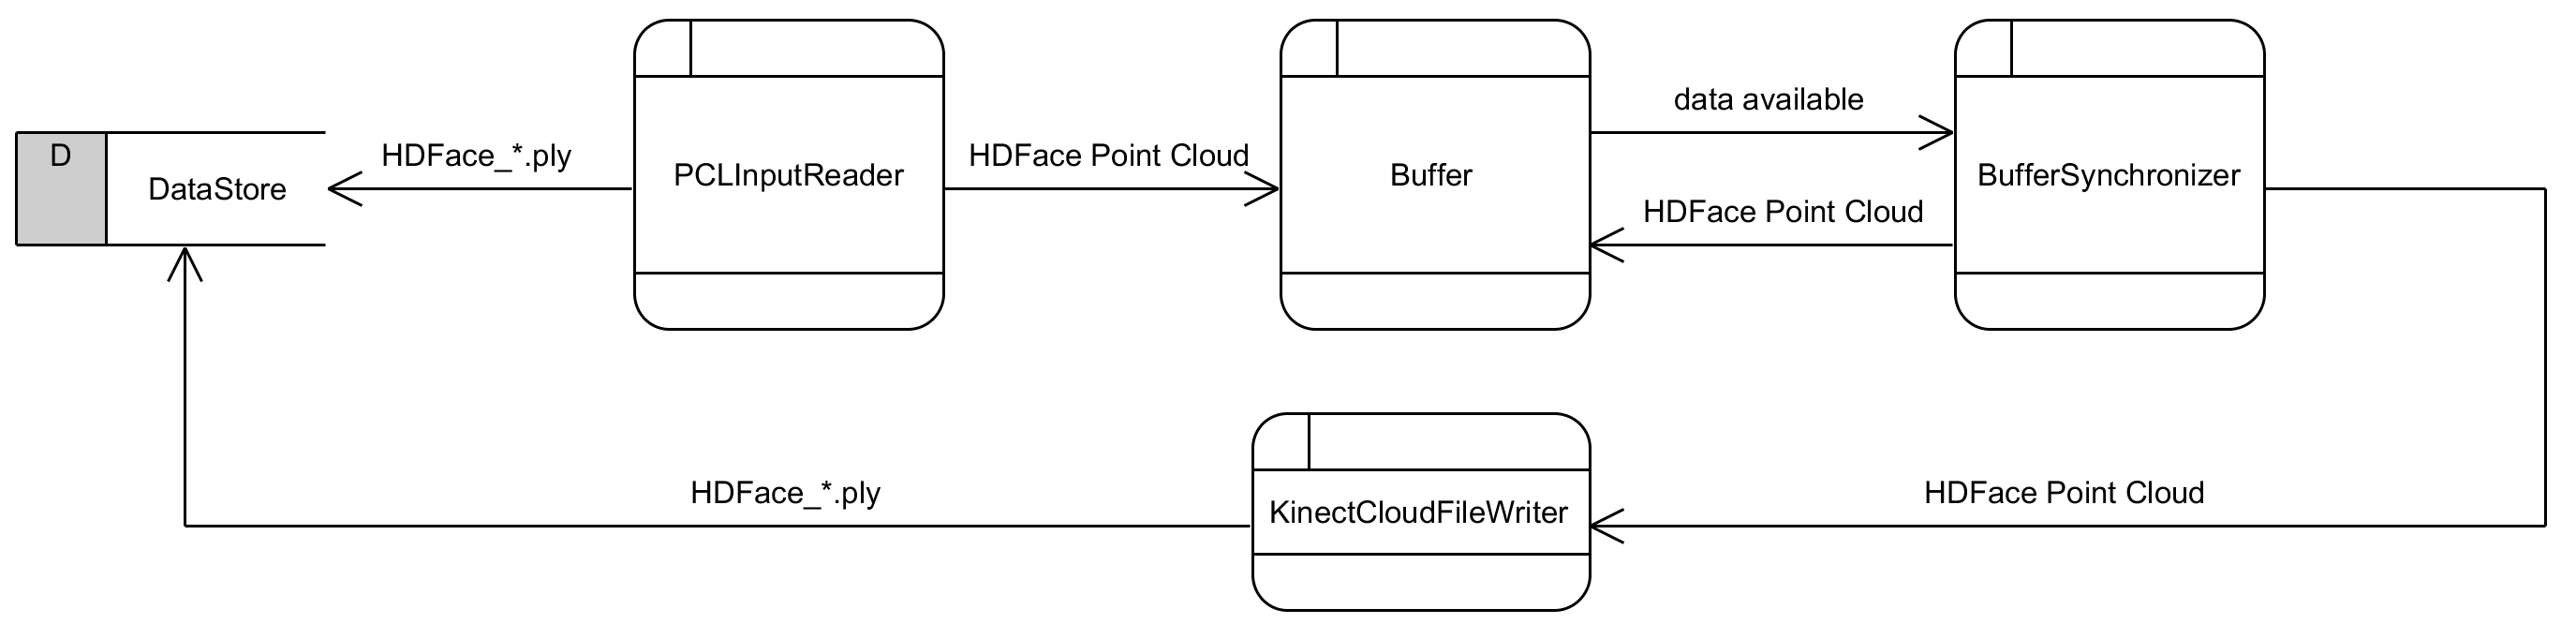 D
DataStore
HDFace_*.ply
PCLInputReader
HDFace Point Cloud
Buffer
data available
HDFace Point Cloud
BufferSynchronizer
HDFace_*.ply
KinectCloudFileWriter
HDFace Point Cloud